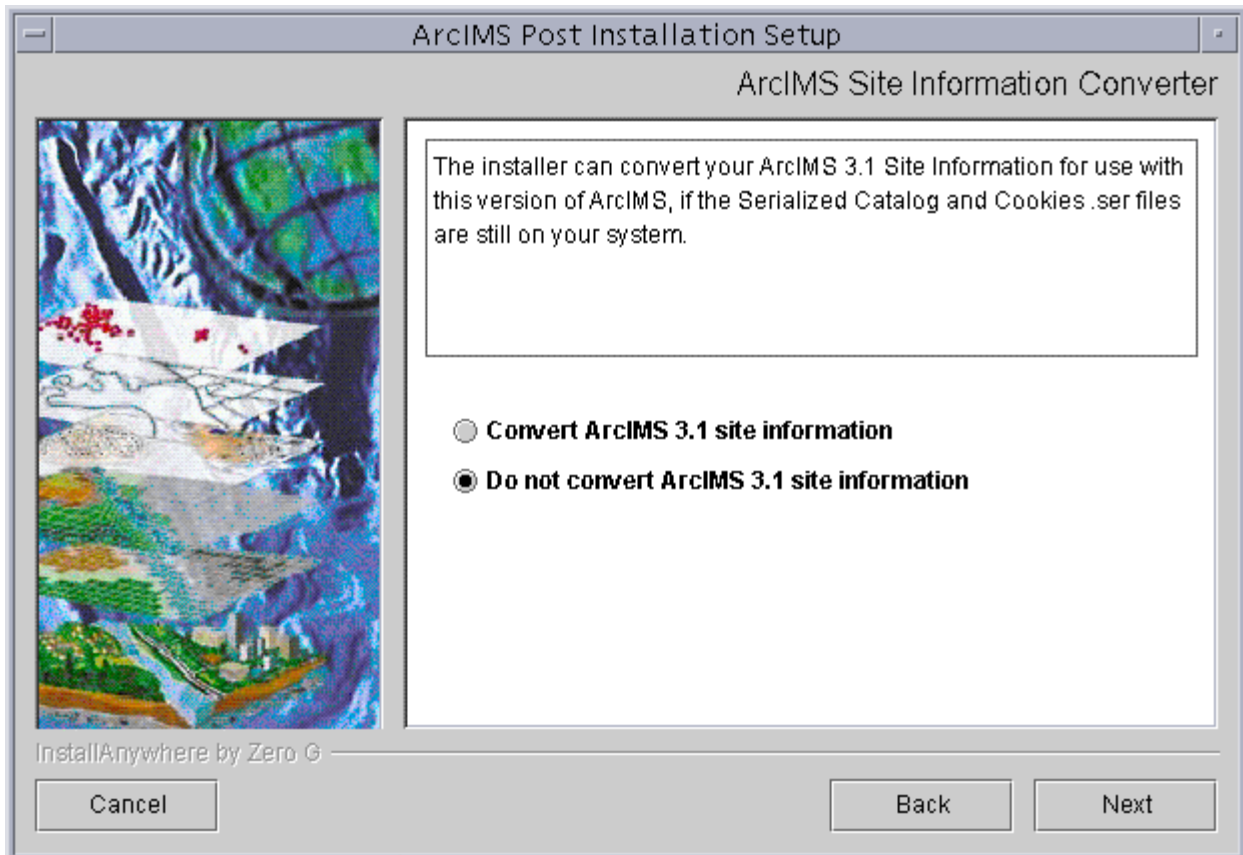 ArcIMS Post Installation Setup
ArcIMS Site Information Converter
The installer can convert your ArcIMS 3.1 Site Information for use with
this version of ArcIMS, if the Serialized Catalog and Cookies .ser files
are still on your system.
Convert ArcIMS 3.1 site information
Do not convert ArcIMS 3.1 site information
InstallAnywhere by Zero G
Cancel
Back
Next